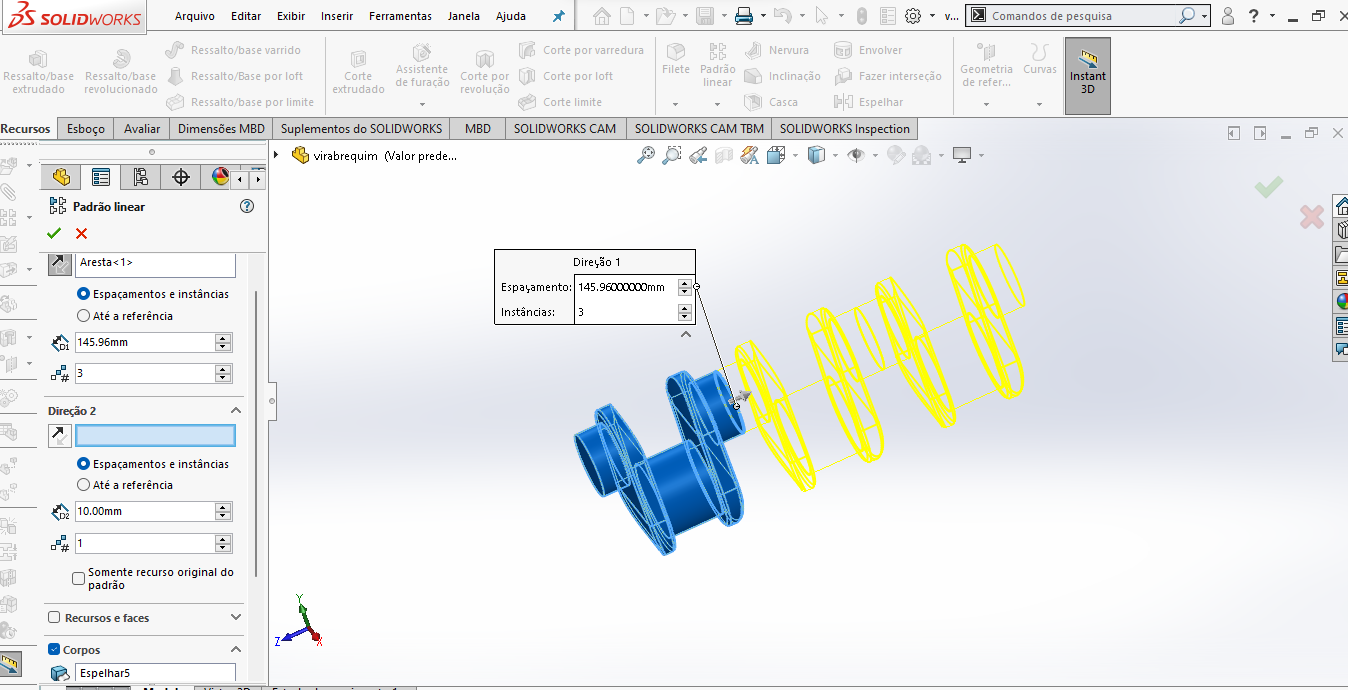 SOLIDWORKS
Arquivo Editar Exibir Inserir Ferramentas Janela Ajuda
v...
Comandos de pesquisa
Ressalto/base extrudado
Ressalto/base revolucionado
Ressalto/base varrido
Ressalto/Base por loft
Ressalto/base por limite
Corte extrudado
Assistente de furação
Corte por revolução
Corte por varredura
Corte por loft
Corte limite
Filete
Padrão linear
Nervura
Inclinação
Casca
Envolver
Fazer interseção
Espelhar
Geometria de refer...
Curvas
Instant 3D
Recursos Esboço Avaliar Dimensões MBD Suplementos do SOLIDWORKS MBD SOLIDWORKS CAM SOLIDWORKS CAM TBM SOLIDWORKS Inspection
virabrequim (Valor prede...
Padrão linear
Aresta<1>
Espaçamentos e instâncias
Até a referência
D1 145.96mm
# 3
Direção 2
Espaçamentos e instâncias
Até a referência
D2 10.00mm
# 1
Somente recurso original do
padrão
Recursos e faces
Corpos
Espelhar5
Direção 1
Espaçamento: 145.96000000mm
Instâncias: 3
Y
Z
X